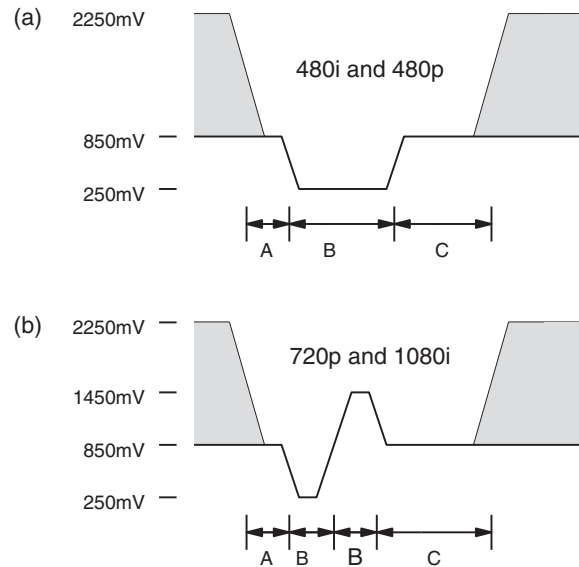 (a)
2250mV
480i and 480p
850mV
250mV
A B C
(b)
2250mV
720p and 1080i
1450mV
850mV
250mV
A B B C